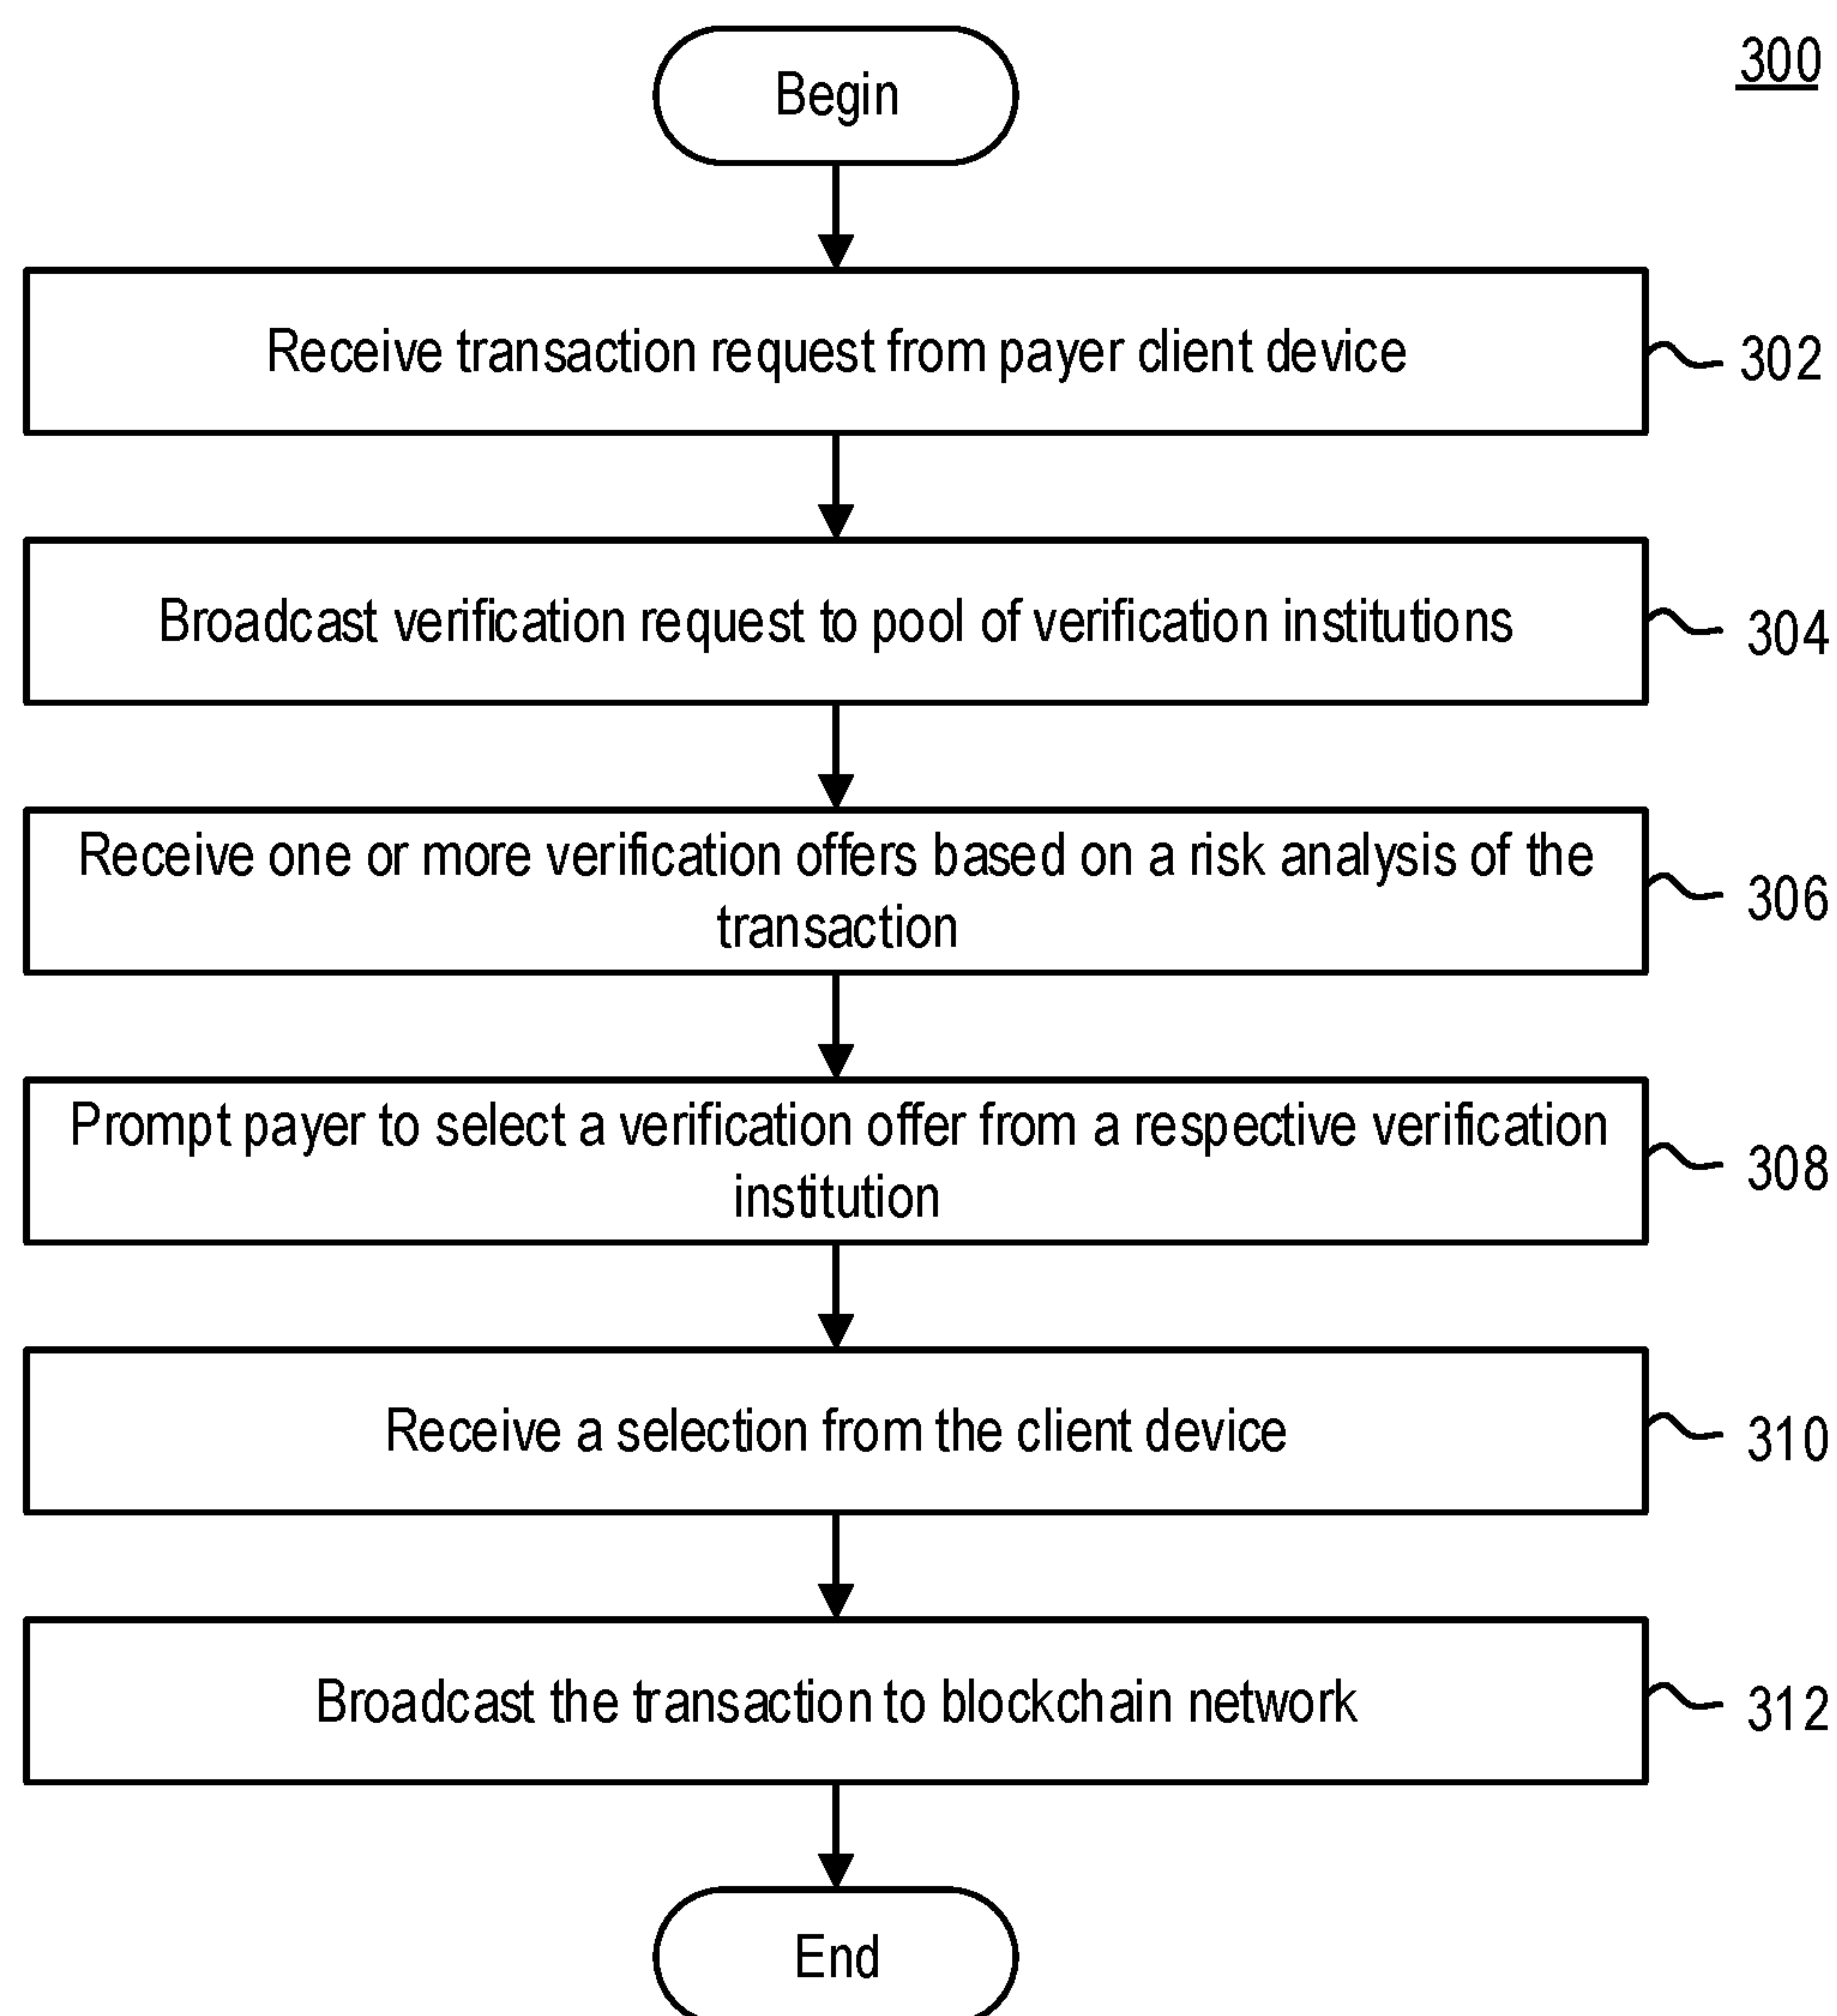 300
Begin
Receive transaction request from payer client device
302
Broadcast verification request to pool of verification institutions
304
Receive one or more verification offers based on a risk analysis of the
transaction
306
Prompt payer to select a verification offer from a respective verification
institution
308
Receive a selection from the client device
310
Broadcast the transaction to blockchain network
312
End